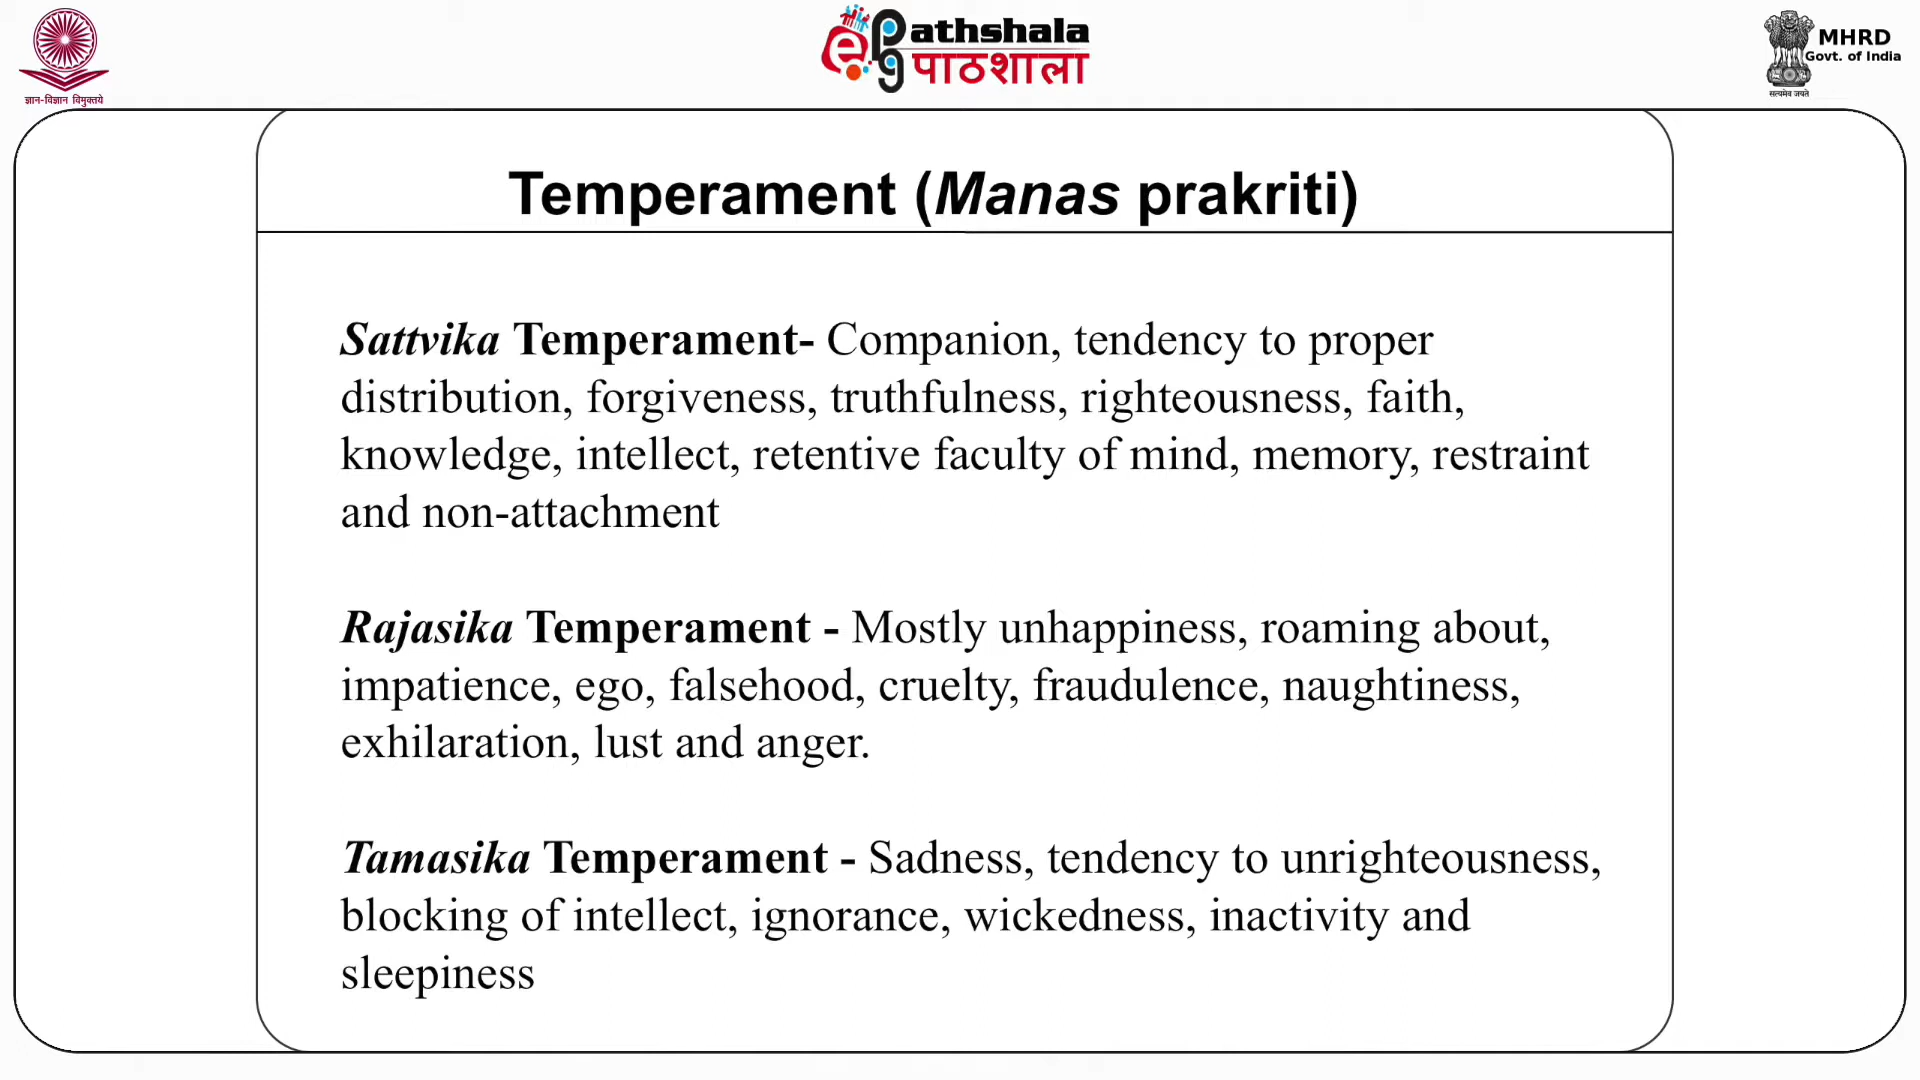 ज्ञान-विज्ञान विमुक्तये
e Pathshala
पाठशाला
MHRD
Govt. of India
सत्यमेव जयते
Temperament (Manas prakriti)
Sattvika Temperament- Companion, tendency to proper
distribution, forgiveness, truthfulness, righteousness, faith,
knowledge, intellect, retentive faculty of mind, memory, restraint
and non-attachment
Rajasika Temperament - Mostly unhappiness, roaming about,
impatience, ego, falsehood, cruelty, fraudulence, naughtiness,
exhilaration, lust and anger.
Tamasika Temperament - Sadness, tendency to unrighteousness,
blocking of intellect, ignorance, wickedness, inactivity and
sleepiness